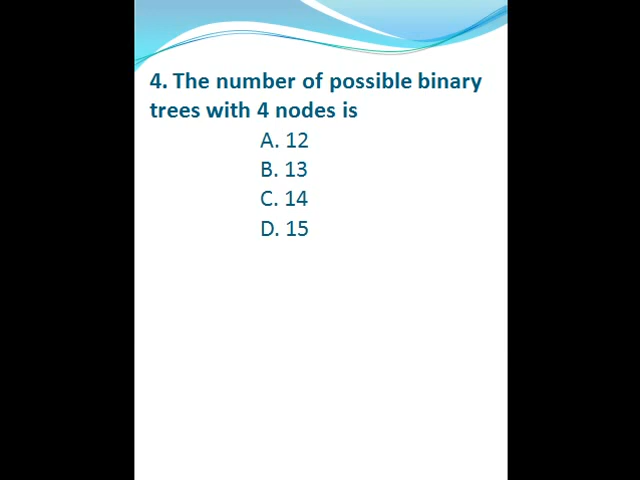 4. The number of possible binary
trees with 4 nodes is
A. 12
B. 13
C. 14
D. 15